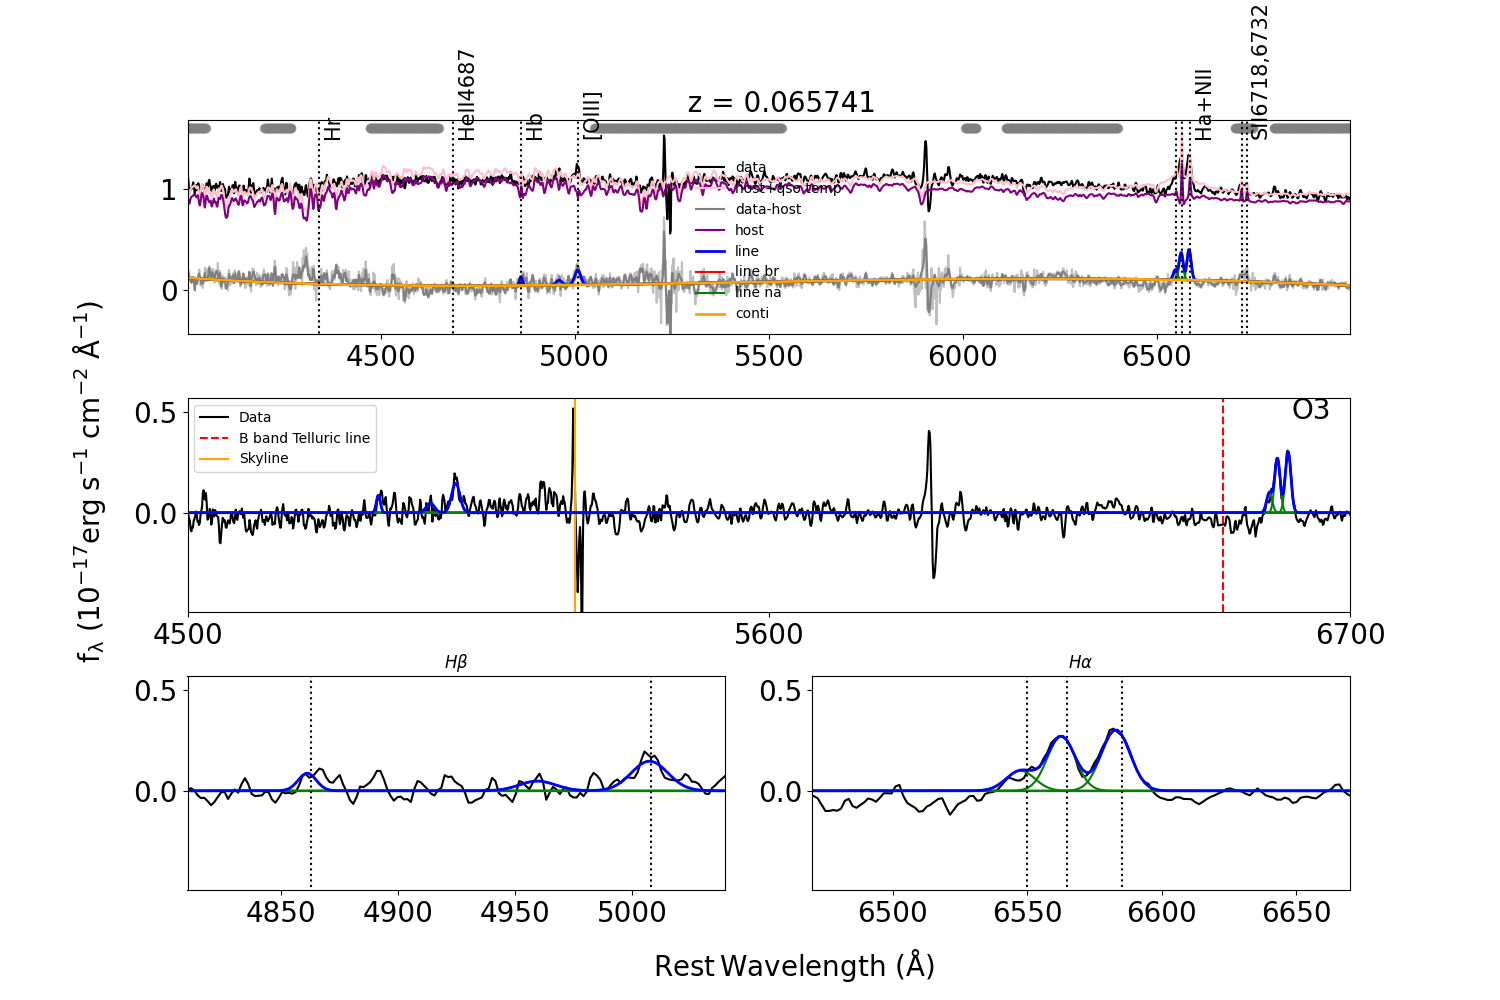 z = 0.065741
Hr
HeII4687
Hb
[OIII]
Ha+NII
SII6718,6732
data
host+qso temp
data-host
host
line
line br
line na
conti
1
0
4500
5000
5500
6000
6500
O3
Data
B band Telluric line
Skyline
0.5
0.0
4500
5600
6700
fλ (10⁻¹⁷erg s⁻¹ cm⁻² Å⁻¹)
Hβ
0.5
0.0
4850
4900
4950
5000
Hα
0.5
0.0
6500
6550
6600
6650
Rest Wavelength (Å)